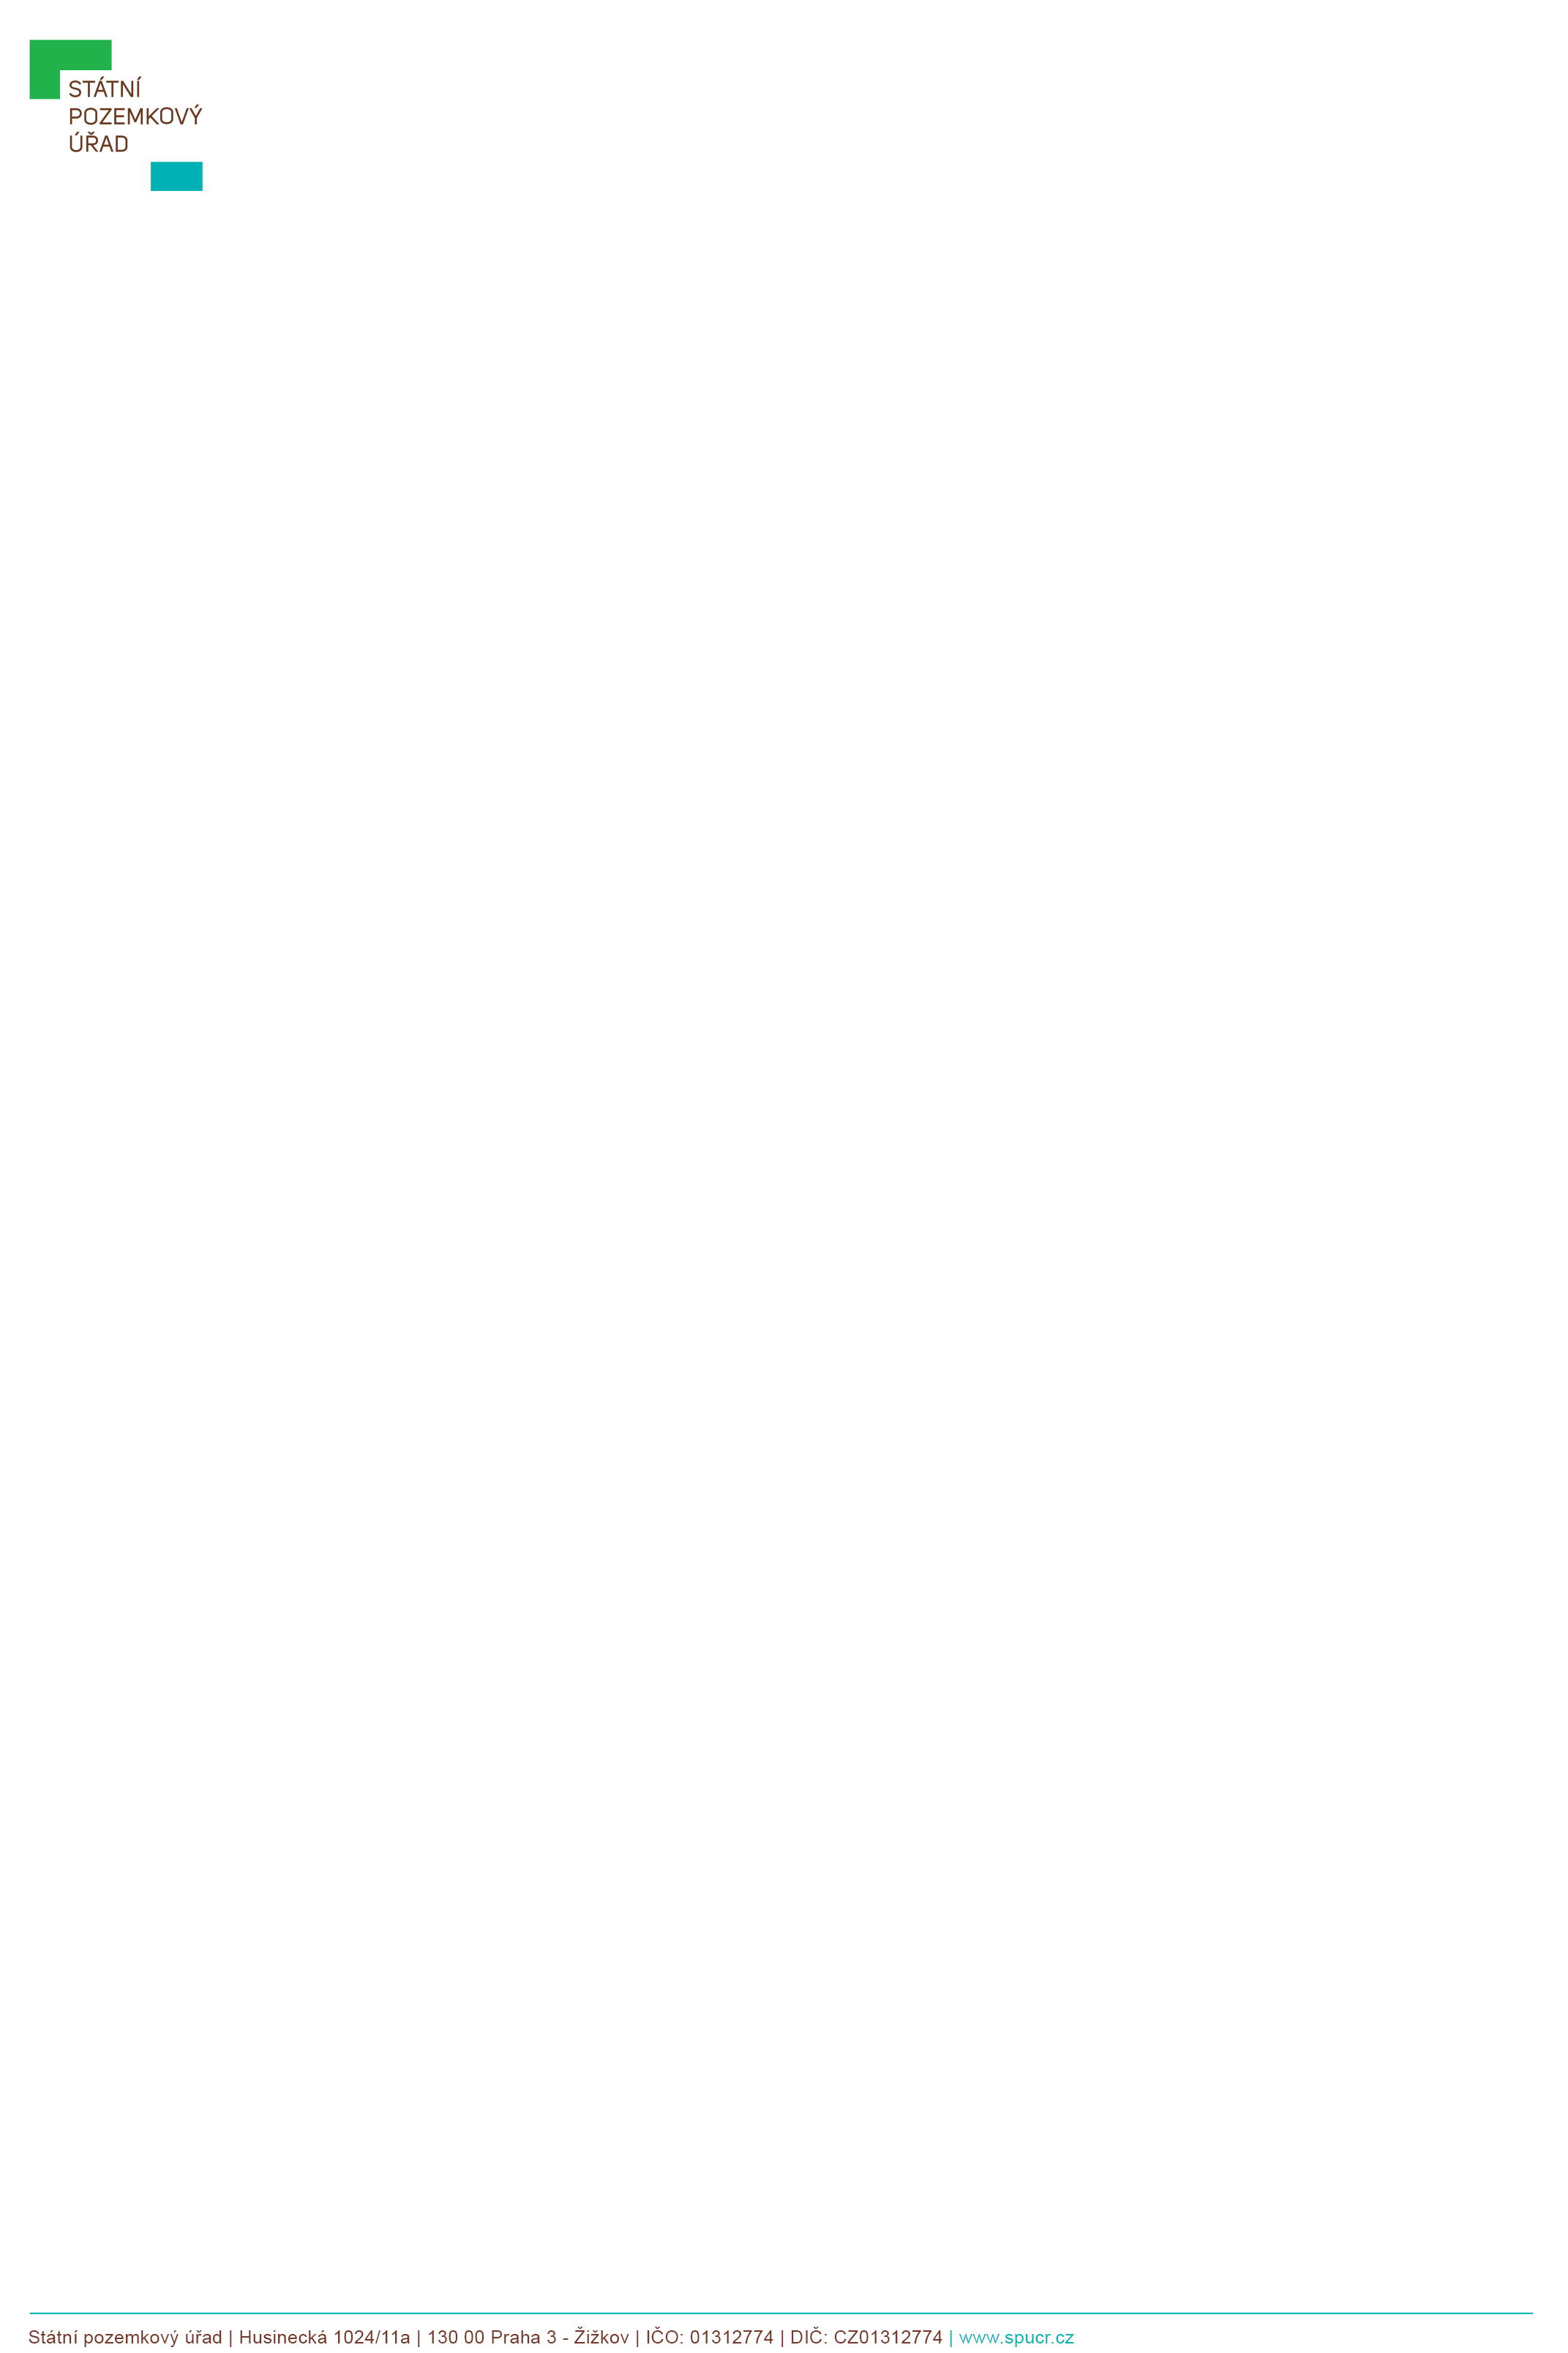 STÁTNÍ
POZEMKOVÝ
ÚŘAD
Státní pozemkový úřad | Husinecká 1024/11a | 130 00 Praha 3 - Žižkov | IČO: 01312774 | DIČ: CZ01312774 | www.spucr.cz